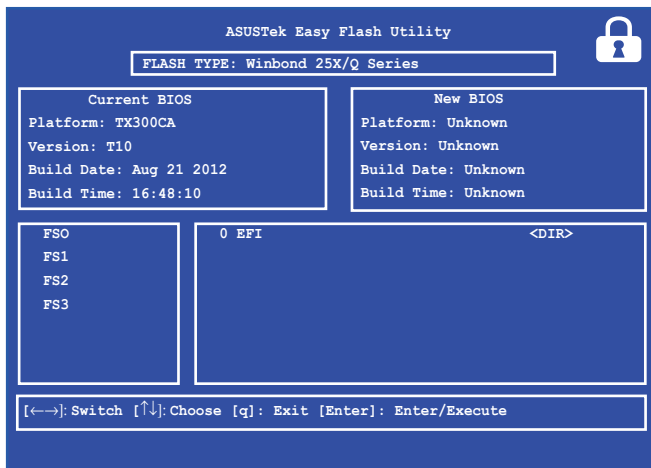 ASUSTek Easy Flash Utility
FLASH TYPE: Winbond 25X/Q Series
Current BIOS
Platform: TX300CA
Version: T10
Build Date: Aug 21 2012
Build Time: 16:48:10
New BIOS
Platform: Unknown
Version: Unknown
Build Date: Unknown
Build Time: Unknown
FSO
FS1
FS2
FS3
0 EFI <DIR>
[←→]: Switch [↑↓]: Choose [q]: Exit [Enter]: Enter/Execute